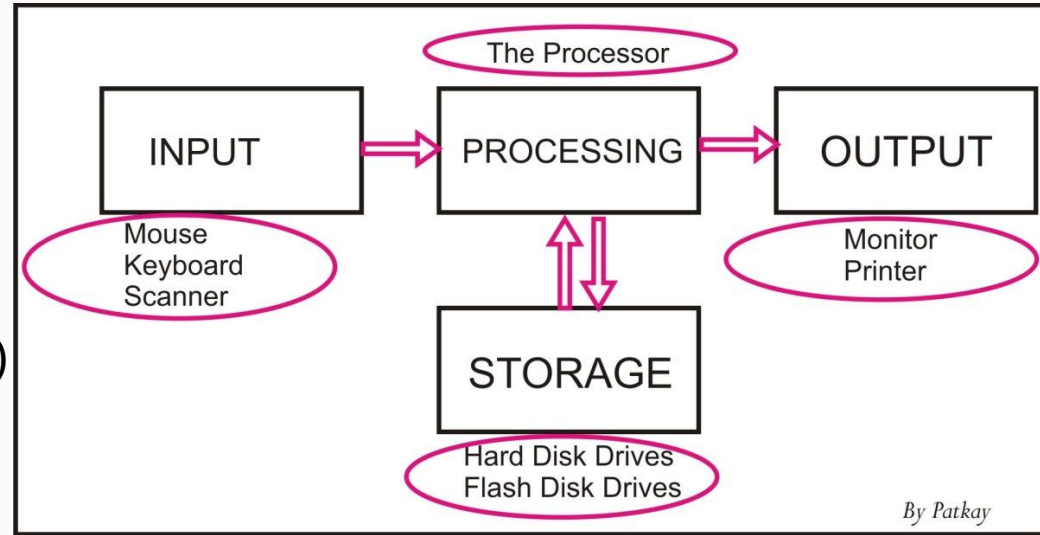 The Processor
INPUT
PROCESSING
OUTPUT
Mouse
Keyboard
Scanner
Monitor
Printer
STORAGE
Hard Disk Drives
Flash Disk Drives
By Patkay
)